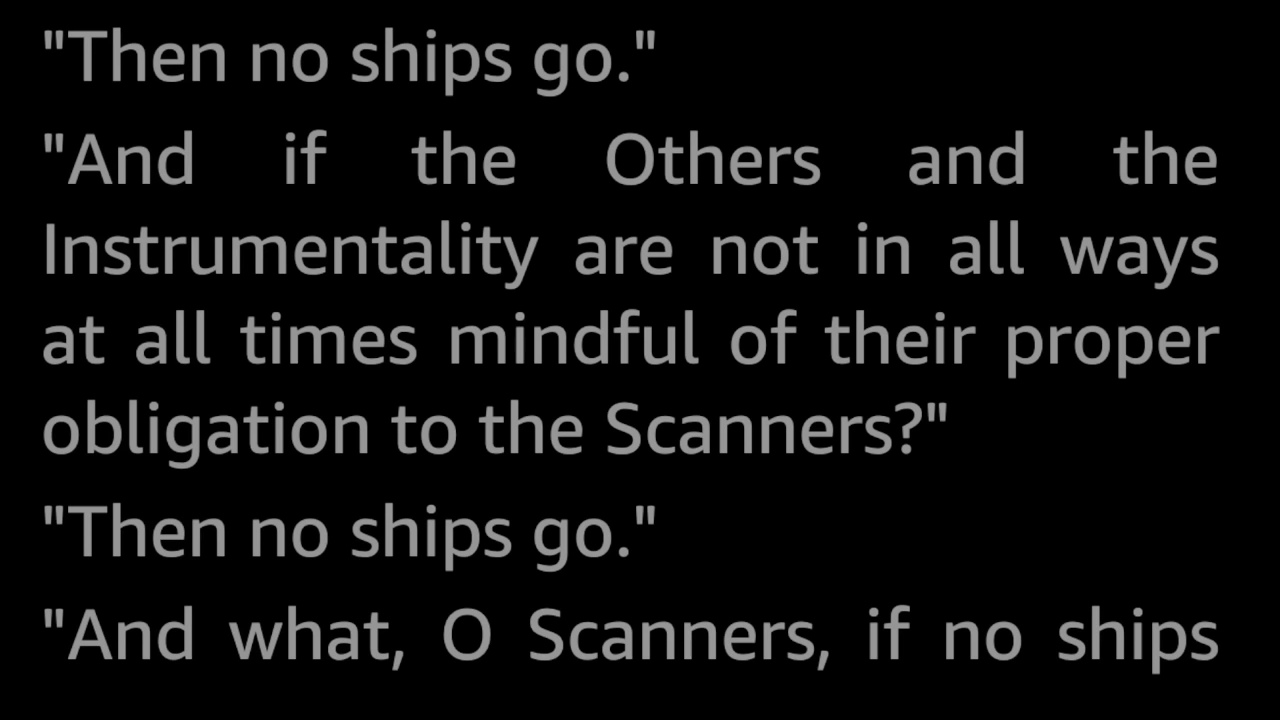 "Then no ships go."
"And if the Others and the
Instrumentality are not in all ways
at all times mindful of their proper
obligation to the Scanners?"
"Then no ships go."
"And what, O Scanners, if no ships